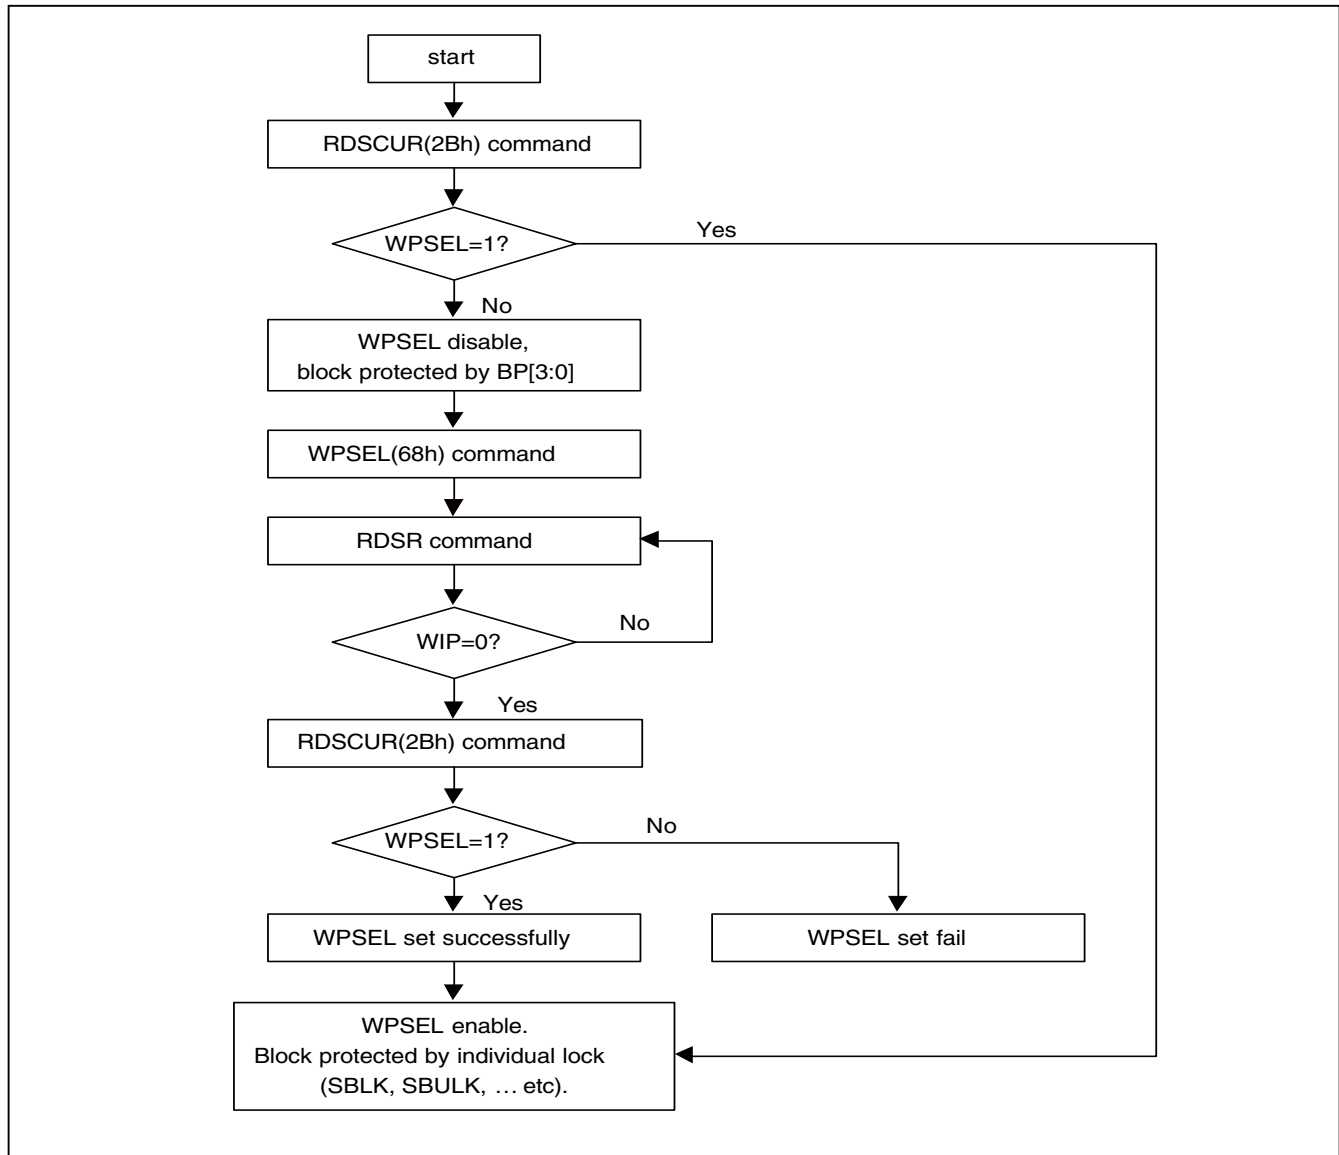 start
RDSCUR(2Bh) command
WPSEL=1?
Yes
No
WPSEL disable,
block protected by BP[3:0]
WPSEL(68h) command
RDSR command
WIP=0?
No
Yes
RDSCUR(2Bh) command
WPSEL=1?
No
Yes
WPSEL set successfully
WPSEL set fail
WPSEL enable.
Block protected by individual lock
(SBLK, SBULK, … etc).